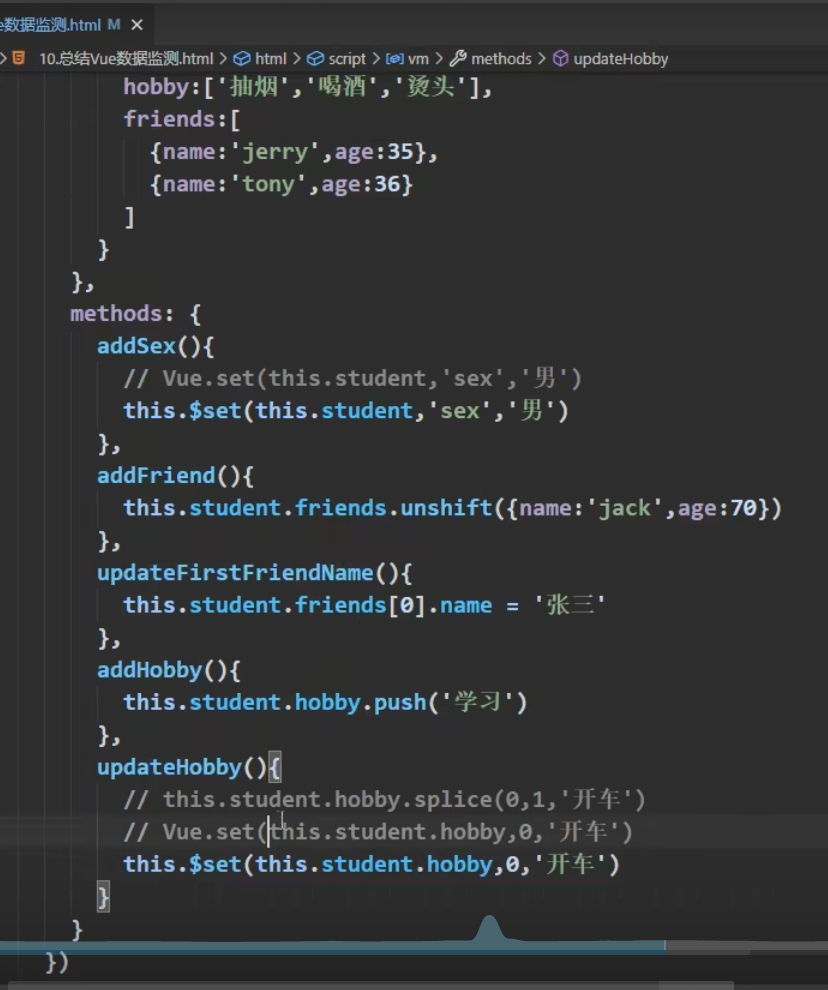 e数据监测.html M ×
10.总结Vue数据监测.html > html > script > vm > methods > updateHobby
hobby:['抽烟','喝酒','烫头'],
friends:[
{name:'jerry',age:35},
{name:'tony',age:36}
]
}
},
methods: {
addSex(){
// Vue.set(this.student,'sex','男')
this.$set(this.student,'sex','男')
},
addFriend(){
this.student.friends.unshift({name:'jack',age:70})
},
updateFirstFriendName(){
this.student.friends[0].name = '张三'
},
addHobby(){
this.student.hobby.push('学习')
},
updateHobby(){
// this.student.hobby.splice(0,1,'开车')
// Vue.set(this.student.hobby,0,'开车')
this.$set(this.student.hobby,0,'开车')
}
}
})